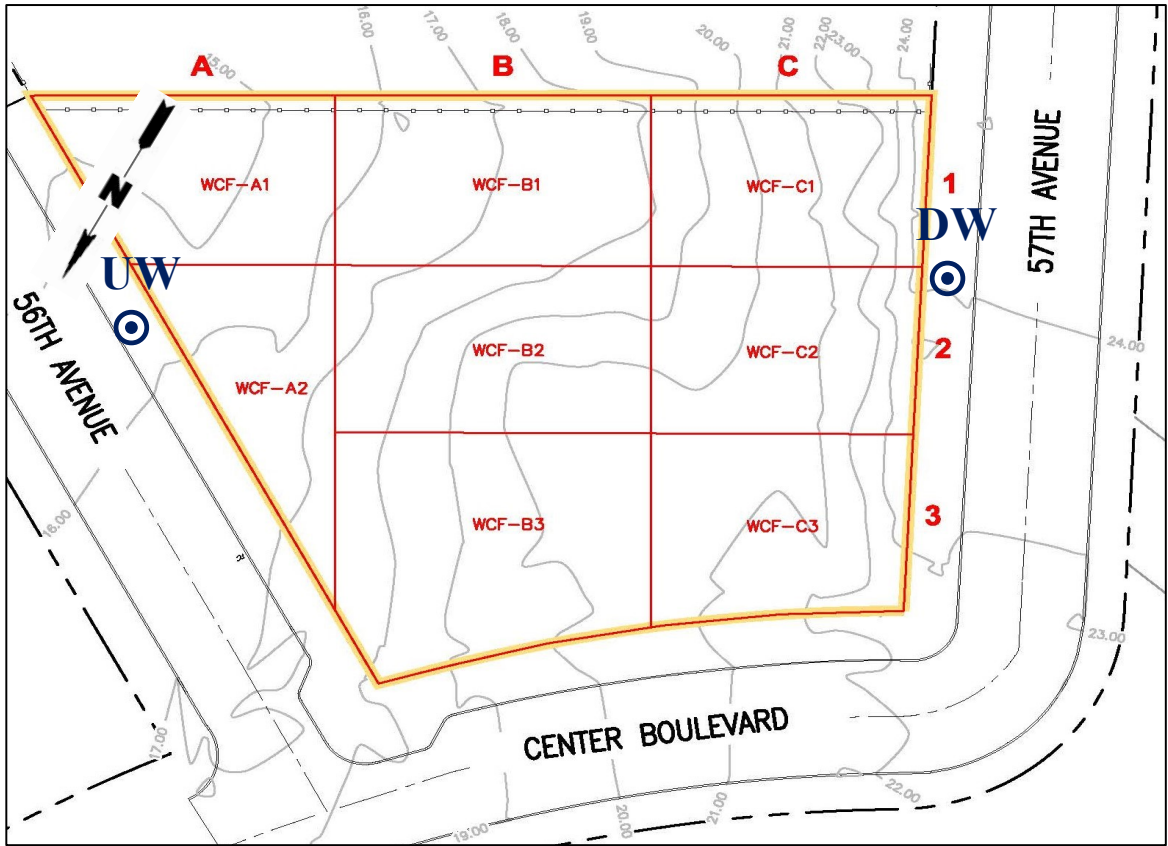 16.00
17.00
18.00
19.00
20.00
21.00
22.00
23.00
24.00
A
15.00
B
C
WCF-A1
WCF-B1
WCF-C1
1
57TH AVENUE
N
DW
UW
56TH AVENUE
WCF-A2
WCF-B2
WCF-C2
2
24.00
16.00
WCF-B3
WCF-C3
3
23.00
17.00
CENTER BOULEVARD
22.00
21.00
20.00
19.00